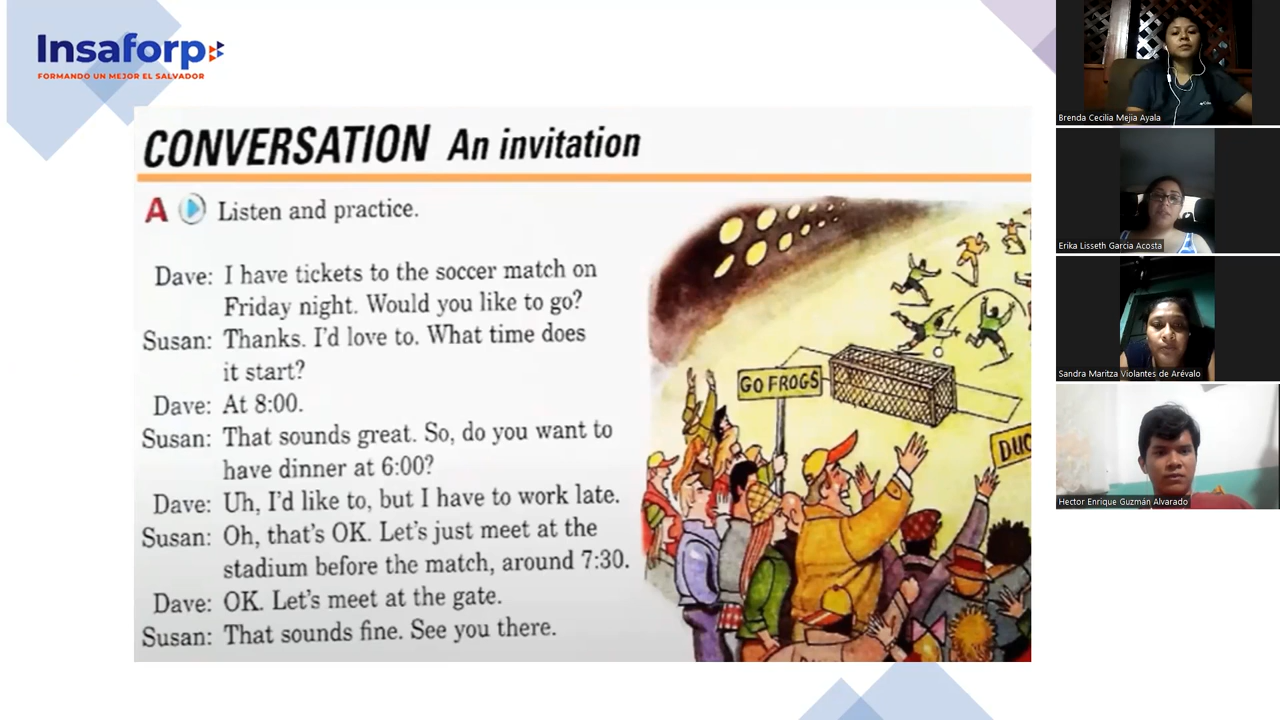 Insaforp
FORMANDO UN MEJOR EL SALVADOR
CONVERSATION An invitation
A Listen and practice.
Dave: I have tickets to the soccer match on
Friday night. Would you like to go?
Susan: Thanks. I'd love to. What time does
it start?
Dave: At 8:00.
Susan: That sounds great. So, do you want to
have dinner at 6:00?
Dave: Uh, I'd like to, but I have to work late.
Susan: Oh, that's OK. Let's just meet at the
stadium before the match, around 7:30.
Dave: OK. Let's meet at the gate.
Susan: That sounds fine. See you there.
GO FROGS
DUC
Brenda Cecilia Mejia Ayala
Erika Lisseth Garcia Acosta
Sandra Maritza Violantes de Arévalo
Hector Enrique Guzmán Alvarado